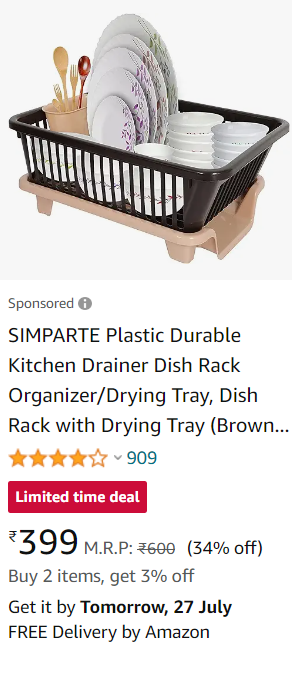 Sponsored
SIMPARTE Plastic Durable
Kitchen Drainer Dish Rack
Organizer/Drying Tray, Dish
Rack with Drying Tray (Brown...
909
Limited time deal
₹399 M.R.P: ₹600 (34% off)
Buy 2 items, get 3% off
Get it by Tomorrow, 27 July
FREE Delivery by Amazon